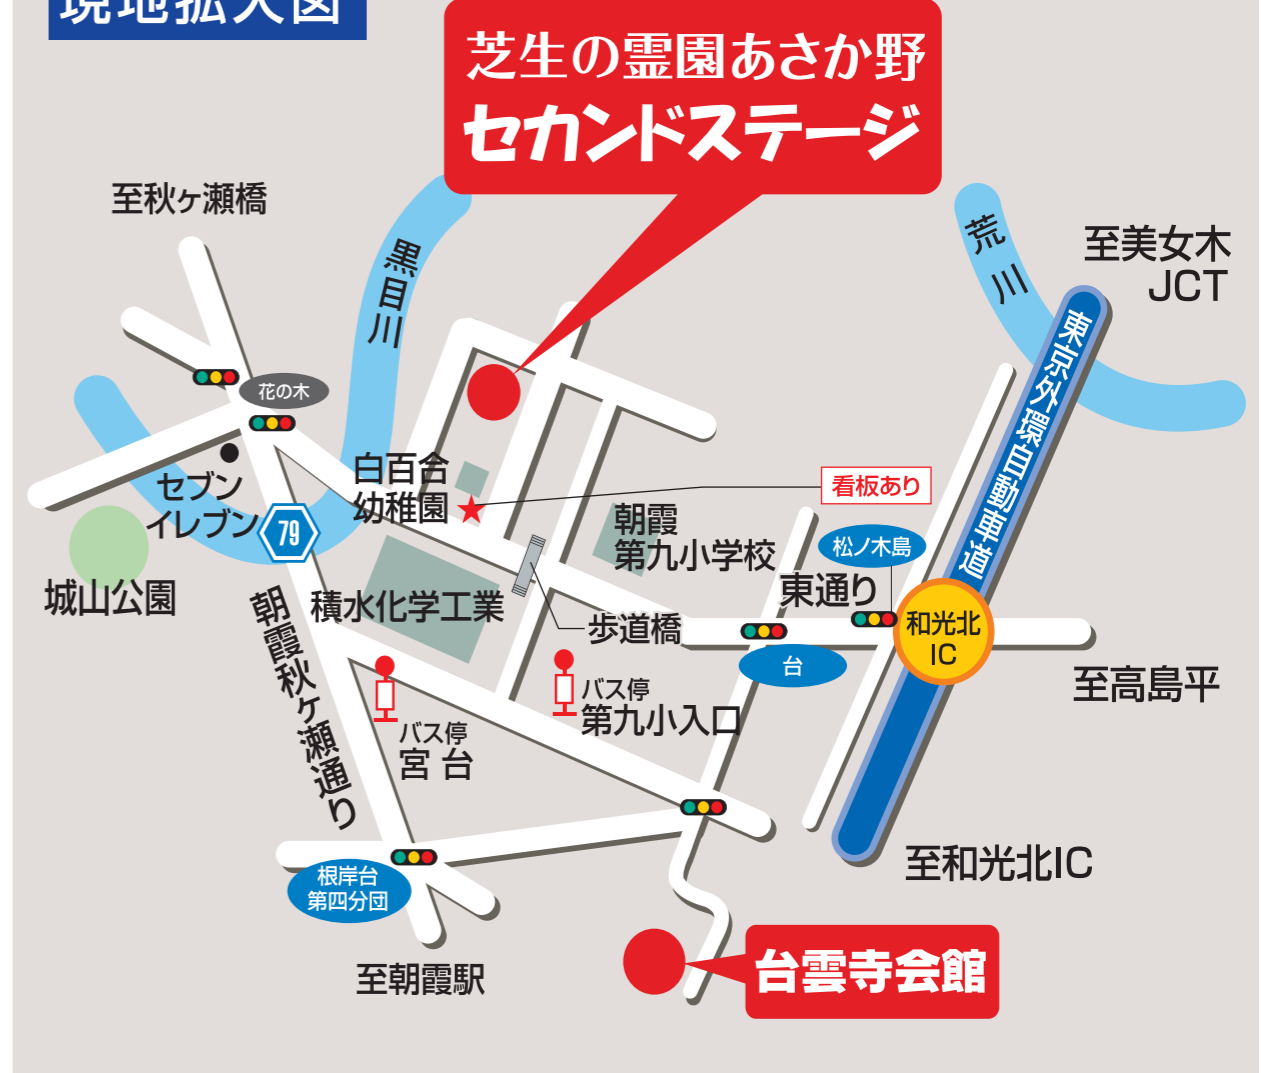 現地拡大図
芝生の霊園あさか野
セカンドステージ
至秋ヶ瀬橋
黒目川
荒川
至美女木
JCT
東京外環自動車道
花の木
セブン
イレブン
79
白百合
幼稚園
看板あり
朝霞
第九小学校
松ノ木島
東通り
城山公園
積水化学工業
歩道橋
和光北
IC
台
至高島平
朝霞秋ヶ瀬通り
バス停
宮台
バス停
第九小入口
至和光北IC
根岸台
第四分団
至朝霞駅
台雲寺会館